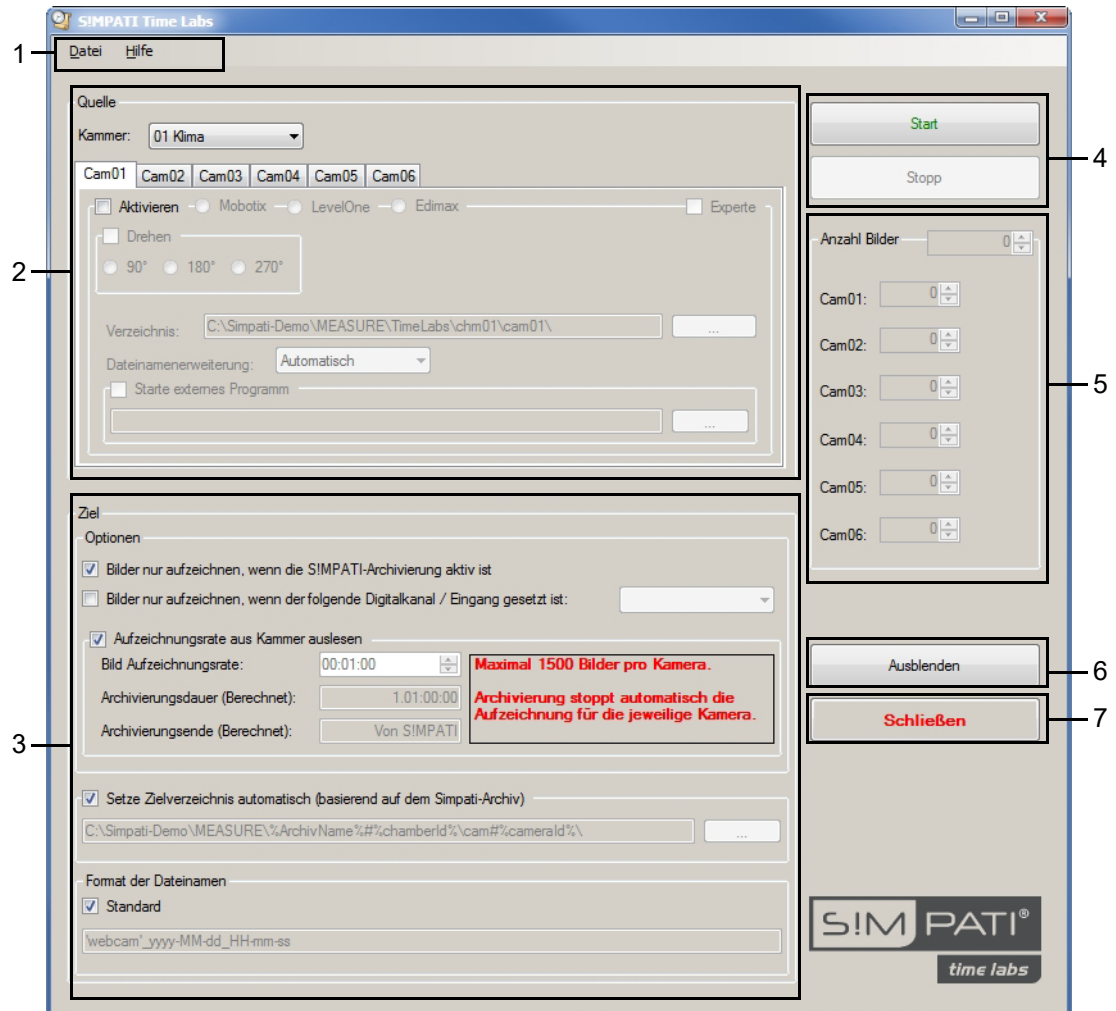 S!MPATI Time Labs
1
Datei Hilfe
Quelle
Kammer: 01 Klima
Cam01 Cam02 Cam03 Cam04 Cam05 Cam06
Aktivieren Mobotix LevelOne Edimax Experte
Drehen
90° 180° 270°
2
Verzeichnis: C:\Simpati-Demo\MEASURE\TimeLabs\chm01\cam01\ ...
Dateinamenerweiterung: Automatisch
Starte externes Programm
...
Start
Stopp
4
Anzahl Bilder 0
Cam01: 0
Cam02: 0
Cam03: 0
Cam04: 0
Cam05: 0
Cam06: 0
5
Ziel
Optionen
Bilder nur aufzeichnen, wenn die S!MPATI-Archivierung aktiv ist
Bilder nur aufzeichnen, wenn der folgende Digitalkanal / Eingang gesetzt ist:
Aufzeichnungsrate aus Kammer auslesen
Bild Aufzeichnungsrate: 00:01:00
Archivierungsdauer (Berechnet): 1.01:00:00
Archivierungsende (Berechnet): Von S!MPATI
Maximal 1500 Bilder pro Kamera.
Archivierung stoppt automatisch die
Aufzeichnung für die jeweilige Kamera.
3
Setze Zielverzeichnis automatisch (basierend auf dem Simpati-Archiv)
C:\Simpati-Demo\MEASURE\%ArchivName%#%chamberId%\cam#%cameraId%\ ...
Format der Dateinamen
Standard
'webcam'_yyyy-MM-dd_HH-mm-ss
Ausblenden
6
Schließen
7
S!MPATI®
time labs